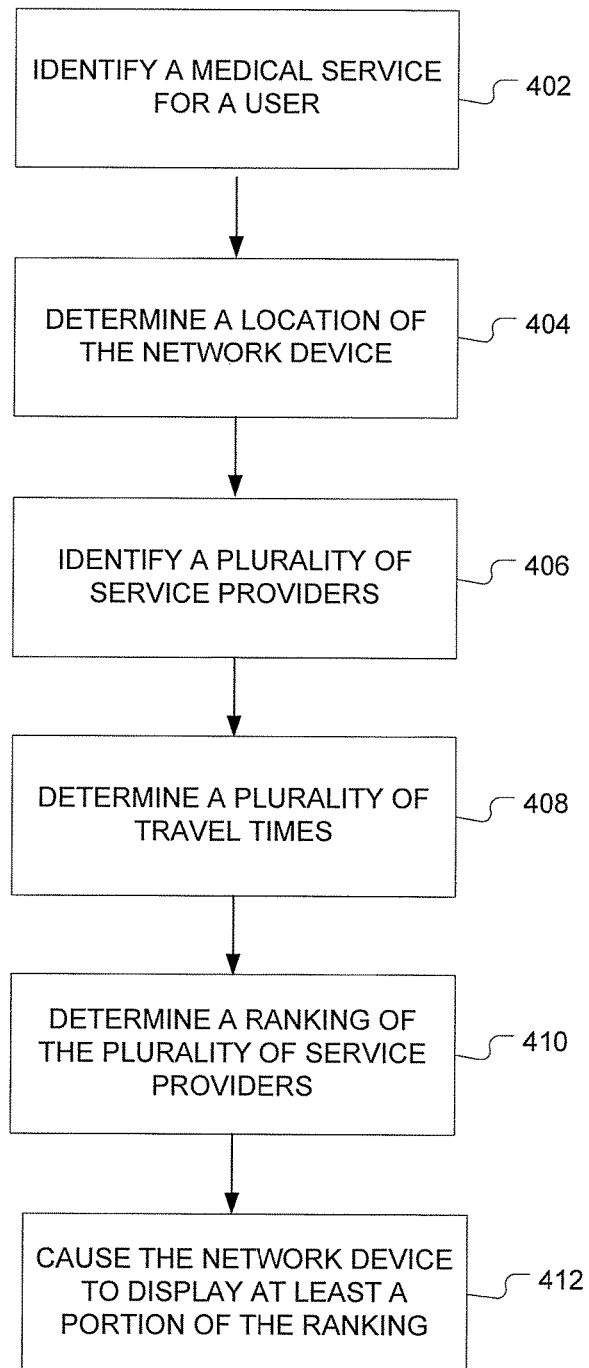 IDENTIFY A MEDICAL SERVICE
FOR A USER
402
DETERMINE A LOCATION OF
THE NETWORK DEVICE
404
IDENTIFY A PLURALITY OF
SERVICE PROVIDERS
406
DETERMINE A PLURALITY OF
TRAVEL TIMES
408
DETERMINE A RANKING OF
THE PLURALITY OF SERVICE
PROVIDERS
410
CAUSE THE NETWORK DEVICE
TO DISPLAY AT LEAST A
PORTION OF THE RANKING
412